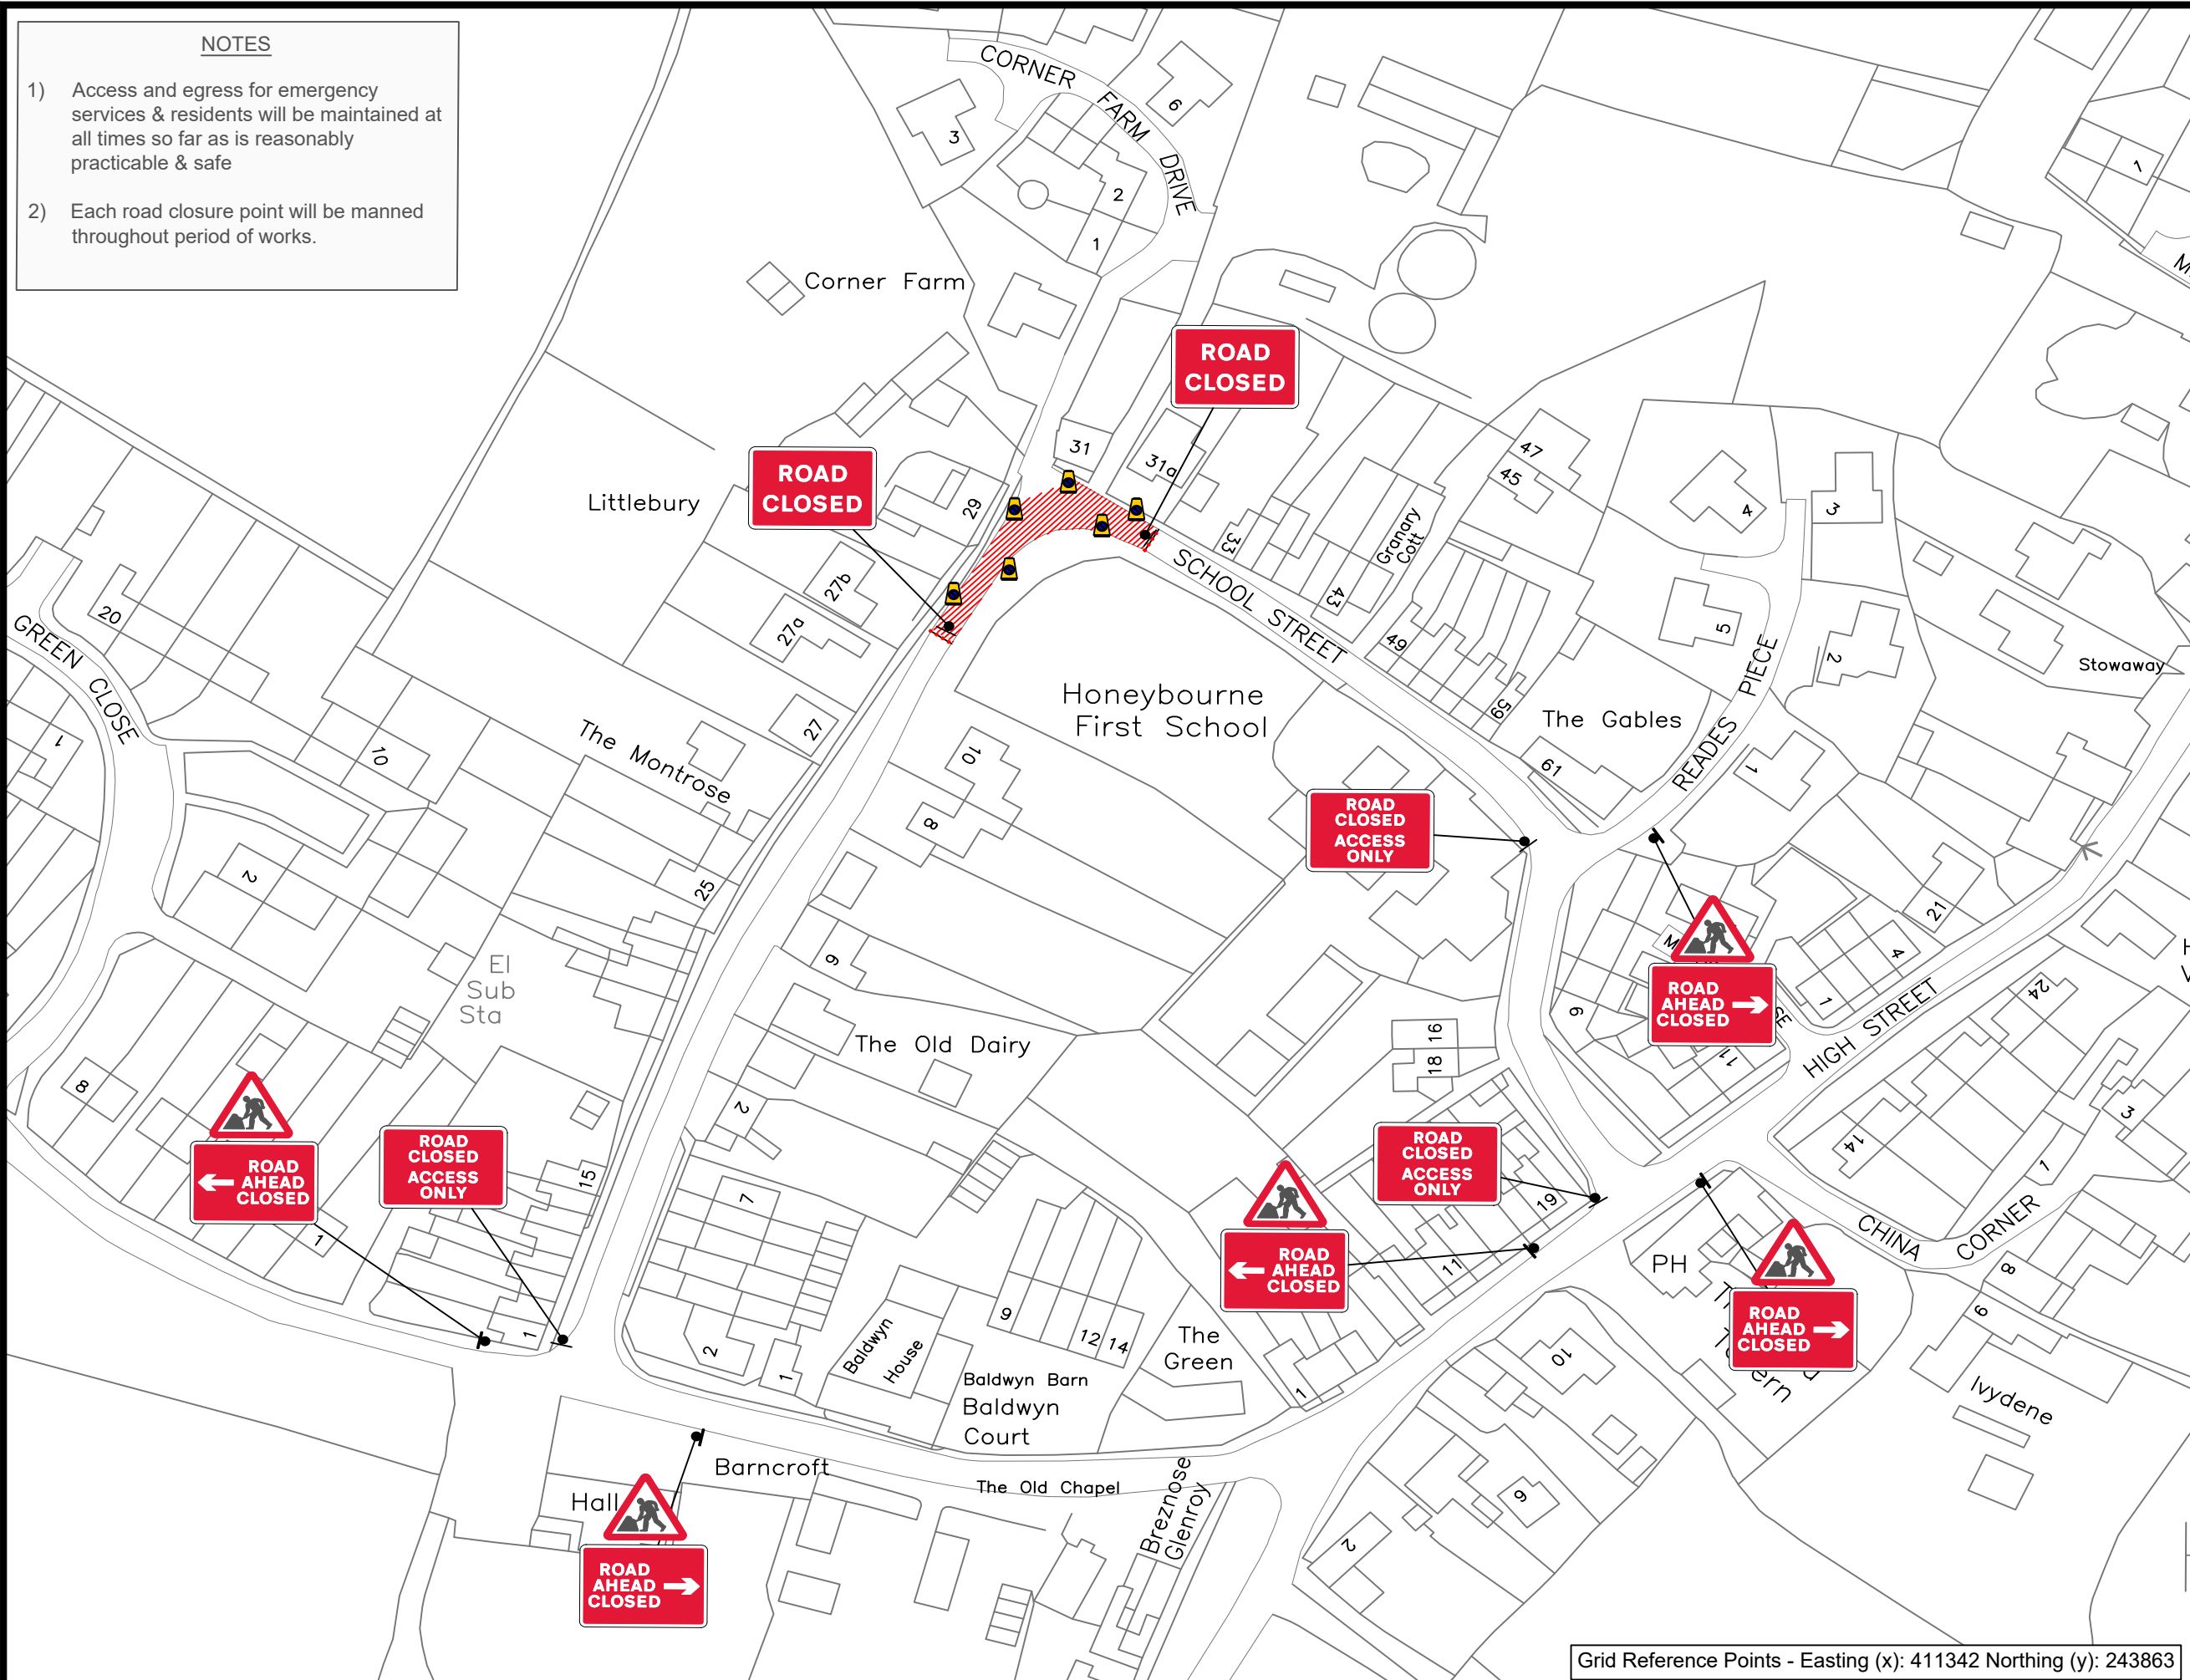 NOTES
1) Access and egress for emergency
services & residents will be maintained at
all times so far as is reasonably
practicable & safe
2) Each road closure point will be manned
throughout period of works.
CORNER FARM DRIVE
6
3
2
1
1
Corner Farm
ROAD
CLOSED
ROAD
CLOSED
Littlebury
31
31a
29
27b
27a
27
47
45
33
43
Granary
Cott
49
59
4
3
5
2
SCHOOL STREET
READES PIECE
Stowaway
GREEN CLOSE
20
1
10
The Montrose
Honeybourne
First School
The Gables
61
1
10
8
ROAD
CLOSED
ACCESS
ONLY
2
25
6
El
Sub
Sta
The Old Dairy
16
18
9
ROAD
AHEAD
CLOSED
SE
11
1
4
21
HIGH STREET
24
14
3
1
8
ROAD
AHEAD
CLOSED
1
ROAD
CLOSED
ACCESS
ONLY
15
1
2
7
2
1
ROAD
CLOSED
ACCESS
ONLY
19
ROAD
AHEAD
CLOSED
11
PH
CHINA CORNER
8
6
ROAD
AHEAD
CLOSED
ern
Ivydene
Baldwyn
House
9
12
14
The
Green
1
10
Baldwyn Barn
Baldwyn
Court
Barncroft
The Old Chapel
Hall
ROAD
AHEAD
CLOSED
Breznose
Glenroy
2
Grid Reference Points - Easting (x): 411342 Northing (y): 243863